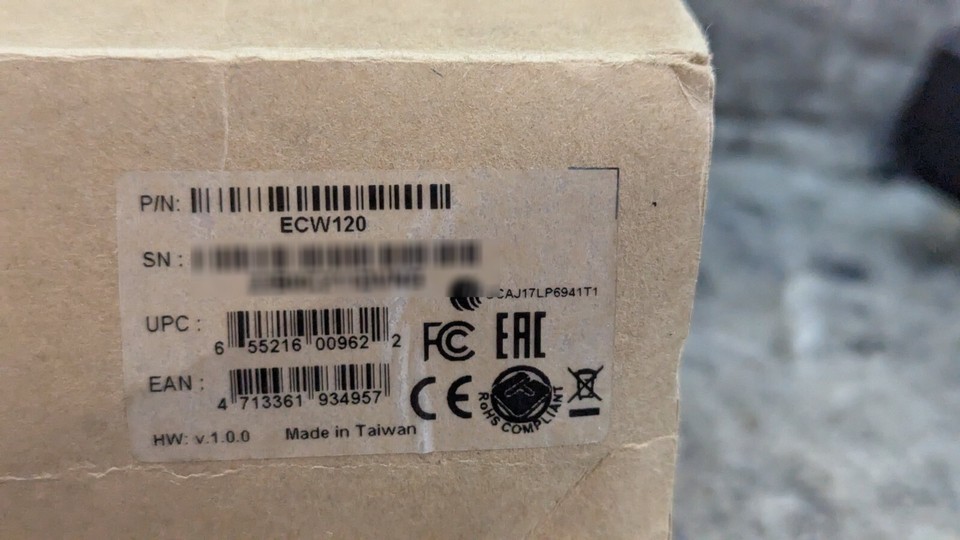 P/N:
ECW120
SN :
CAJ17LP6941T1
UPC :
6 55216 00962 2
FC EAC
EAN :
4 713361 934957
CE
RoHS COMPLIANT
HW: v.1.0.0 Made in Taiwan